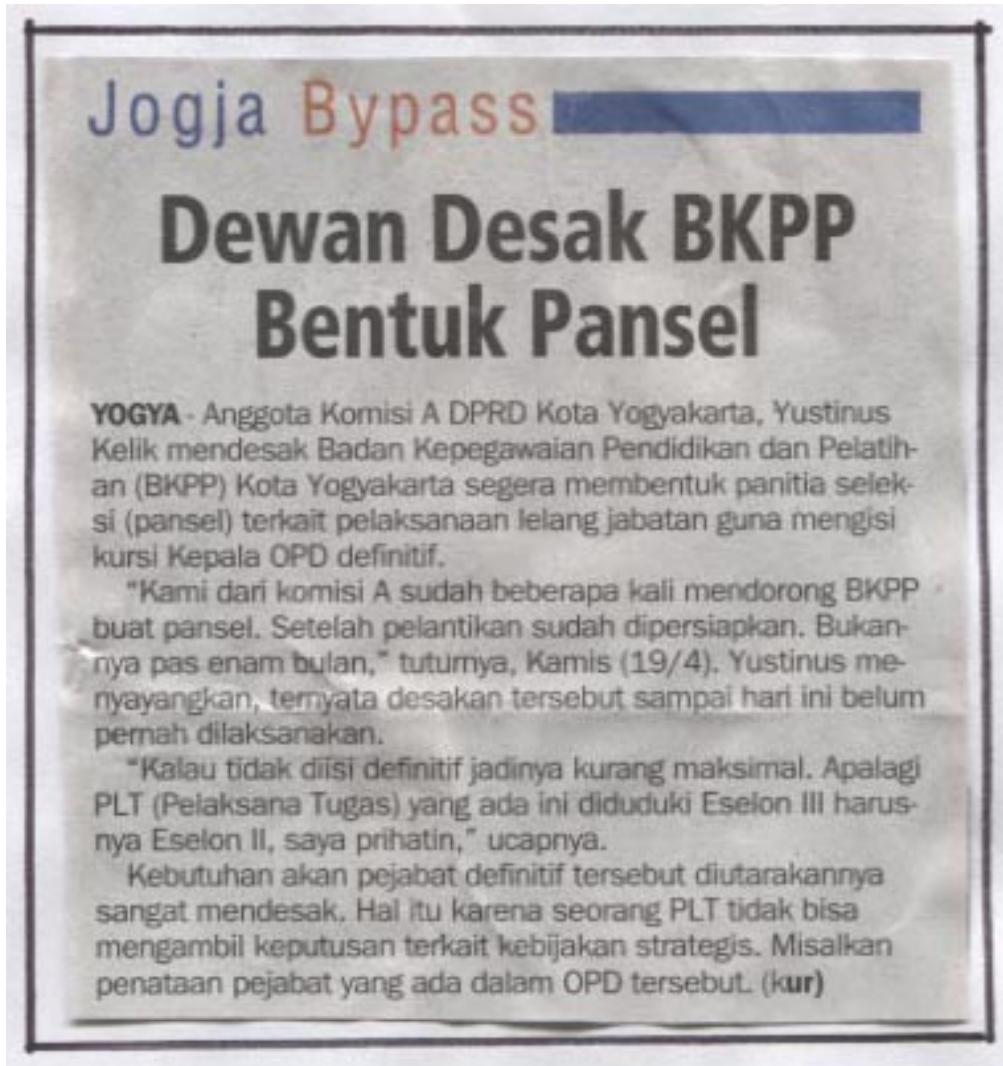 Jogja Bypass
Dewan Desak BKPP
Bentuk Pansel
YOGYA - Anggota Komisi A DPRD Kota Yogyakarta, Yustinus
Kelik mendesak Badan Kepegawaian Pendidikan dan Pelatih-
an (BKPP) Kota Yogyakarta segera membentuk panitia selek-
si (pansel) terkait pelaksanaan lelang jabatan guna mengisi
kursi Kepala OPD definitif.
"Kami dari komisi A sudah beberapa kali mendorong BKPP
buat pansel. Setelah pelantikan sudah dipersiapkan. Bukan-
nya pas enam bulan," tuturnya, Kamis (19/4). Yustinus me-
nyayangkan, ternyata desakan tersebut sampai hari ini belum
pernah dilaksanakan.
"Kalau tidak diisi definitif jadinya kurang maksimal. Apalagi
PLT (Pelaksana Tugas) yang ada ini diduduki Eselon III harus-
nya Eselon II, saya prihatin," ucapnya.
Kebutuhan akan pejabat definitif tersebut diutarakannya
sangat mendesak. Hal itu karena seorang PLT tidak bisa
mengambil keputusan terkait kebijakan strategis. Misalkan
penataan pejabat yang ada dalam OPD tersebut. (kur)